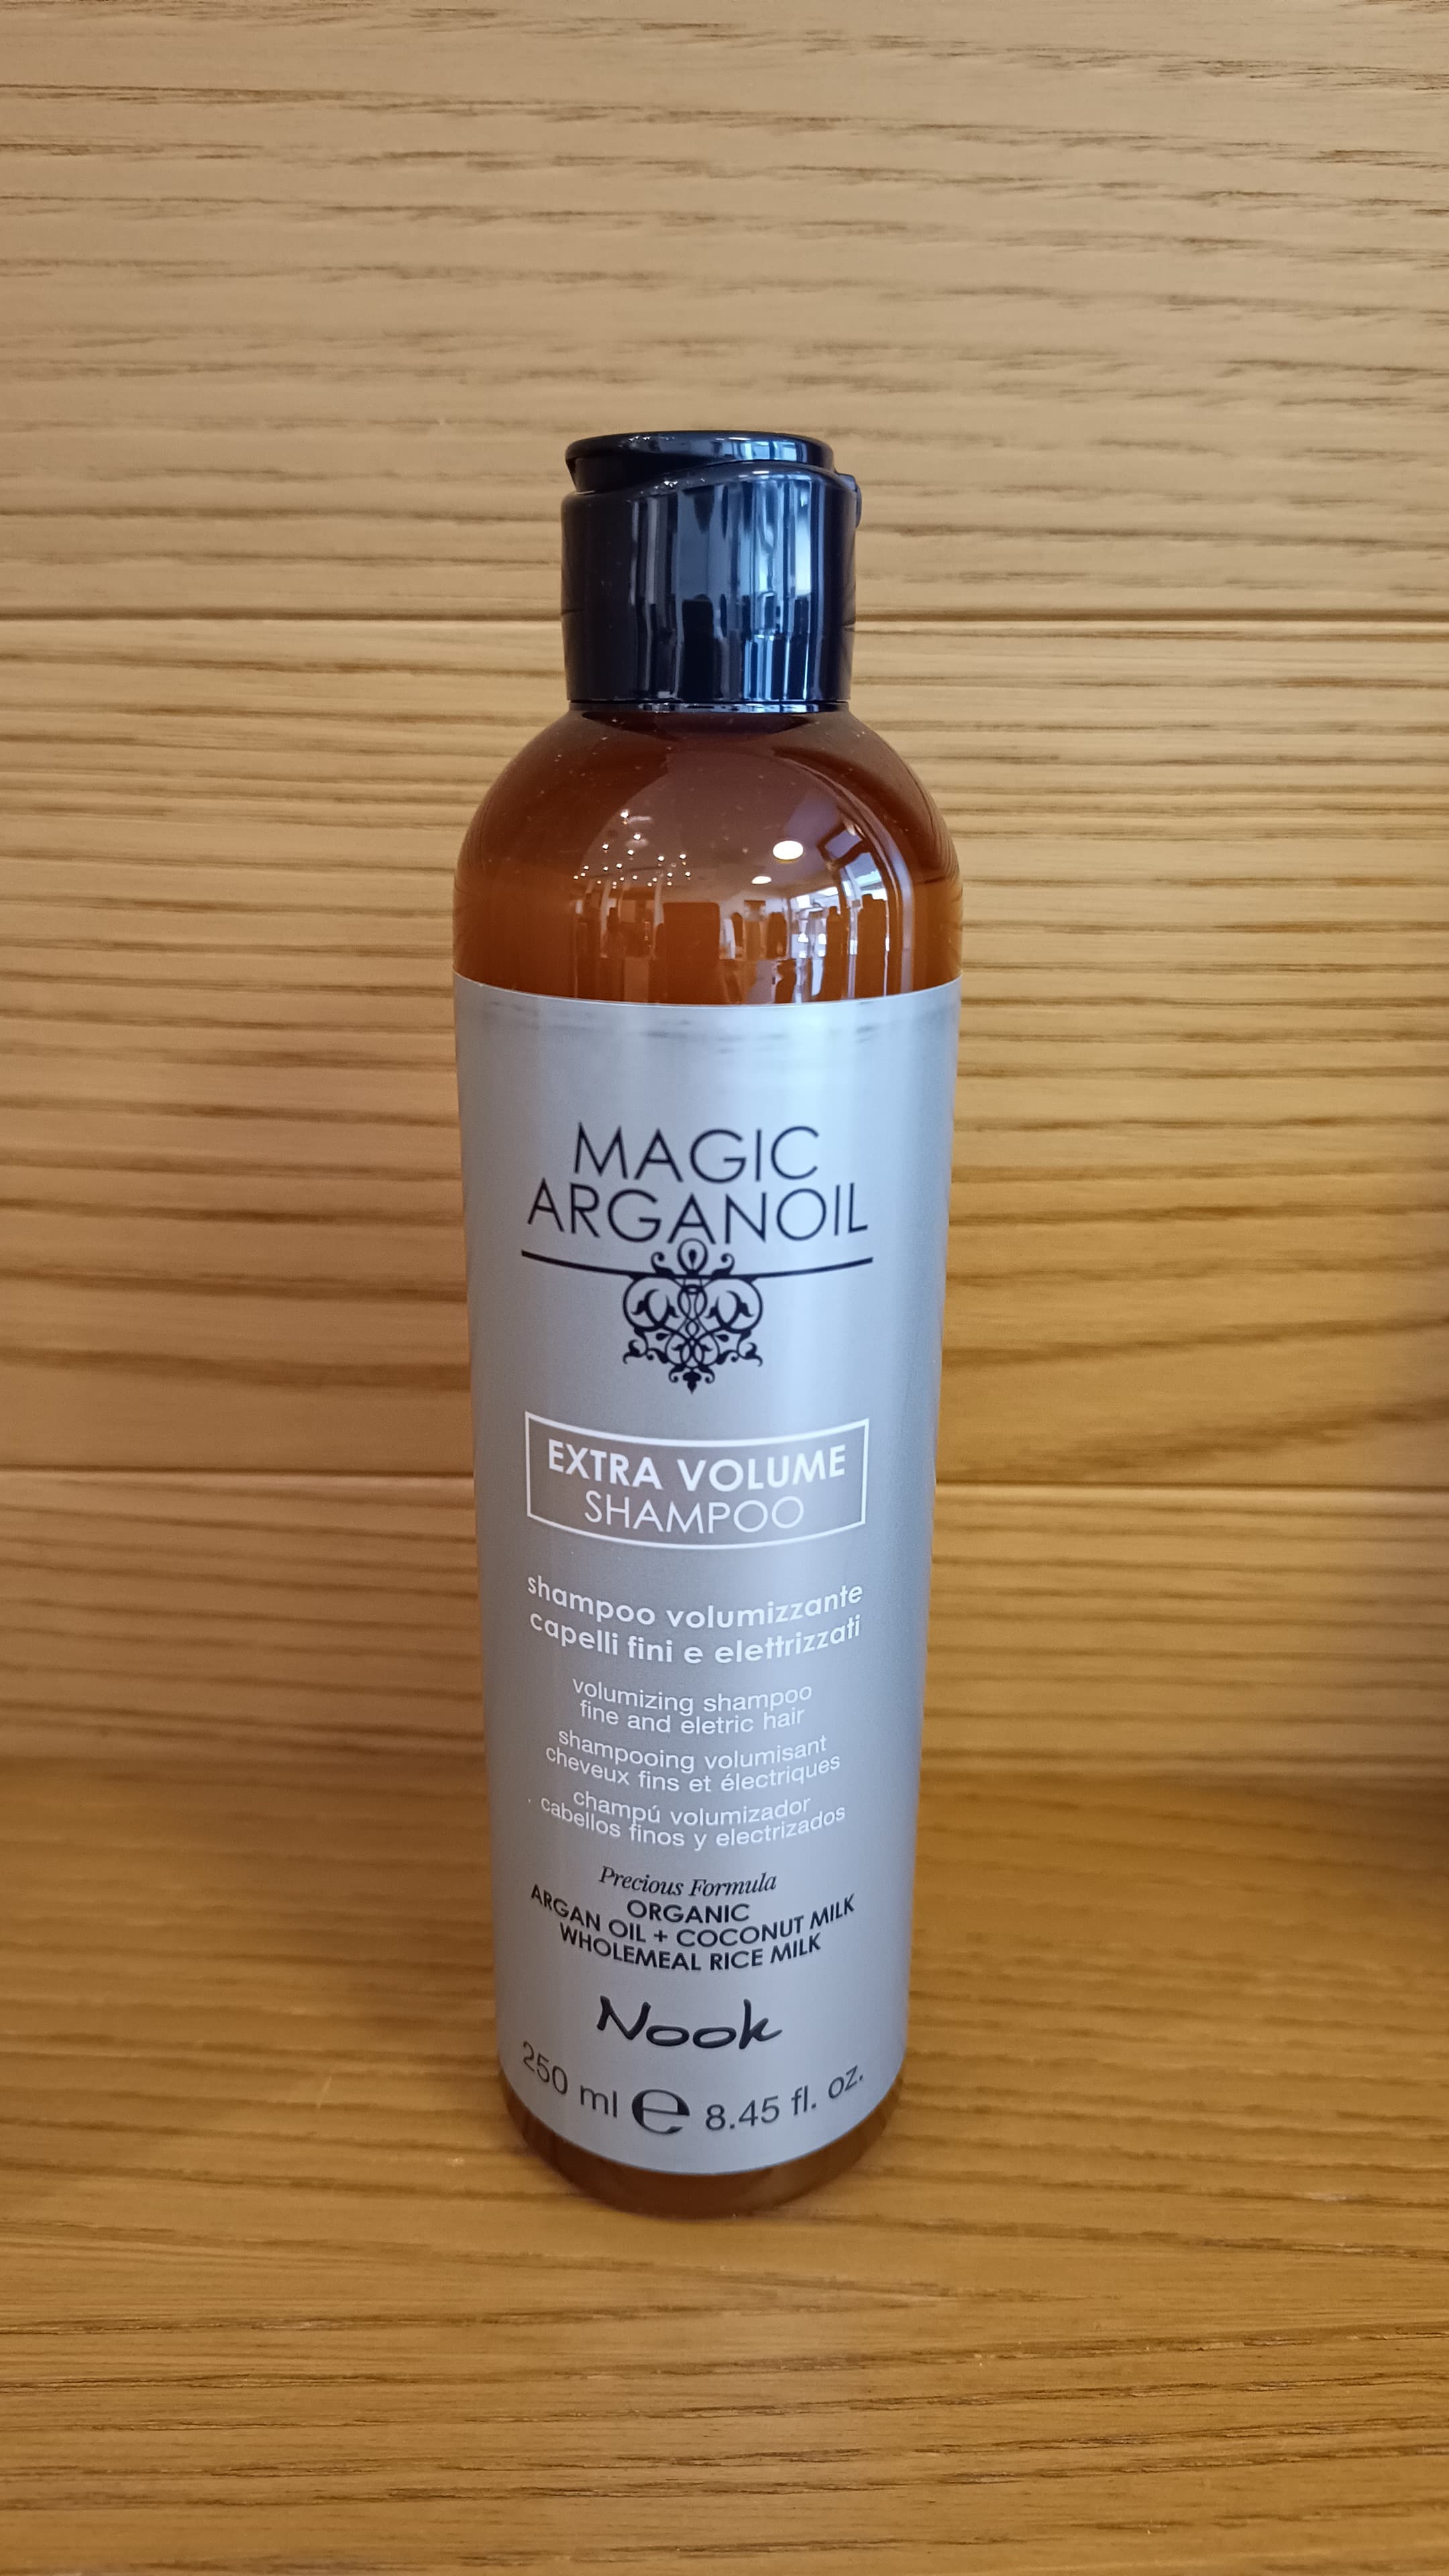 MAGIC
ARGANOIL
EXTRA VOLUME
SHAMPOO
shampoo volumizzante
capelli fini e elettrizzati
volumizing shampoo
fine and eletric hair
shampooing volumisant
cheveux fins et électriques
champú volumizador
cabellos finos y electrizados
Precious Formula
ORGANIC
ARGAN OIL + COCONUT MILK
WHOLEMEAL RICE MILK
Nook
250 ml e 8.45 fl. oz.